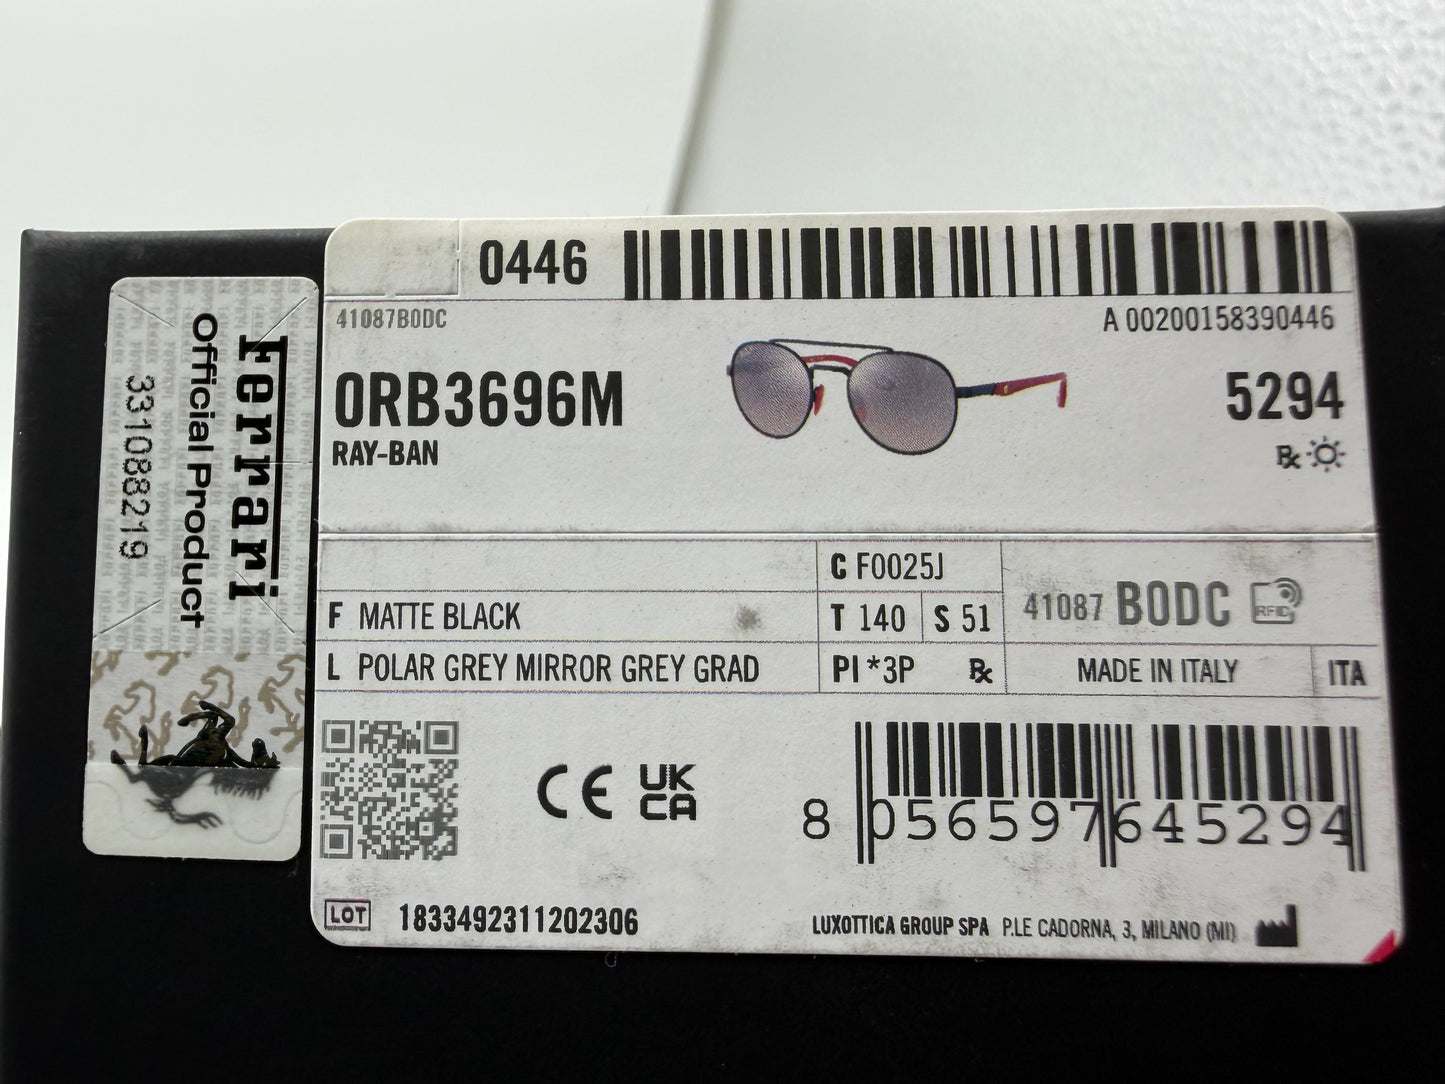 Ferrari
Official Product
331088219
0446
41087B0DC
A 00200158390446
0RB3696M
5294
RAY-BAN
Rx
C F0025J
F MATTE BLACK
T 140
S 51
41087 B0DC
RFID
L POLAR GREY MIRROR GREY GRAD
PI *3P
Rx
MADE IN ITALY
ITA
CE
UK
CA
8 056597 645294
LOT
1833492311202306
LUXOTTICA GROUP SPA P.LE CADORNA, 3, MILANO (MI)